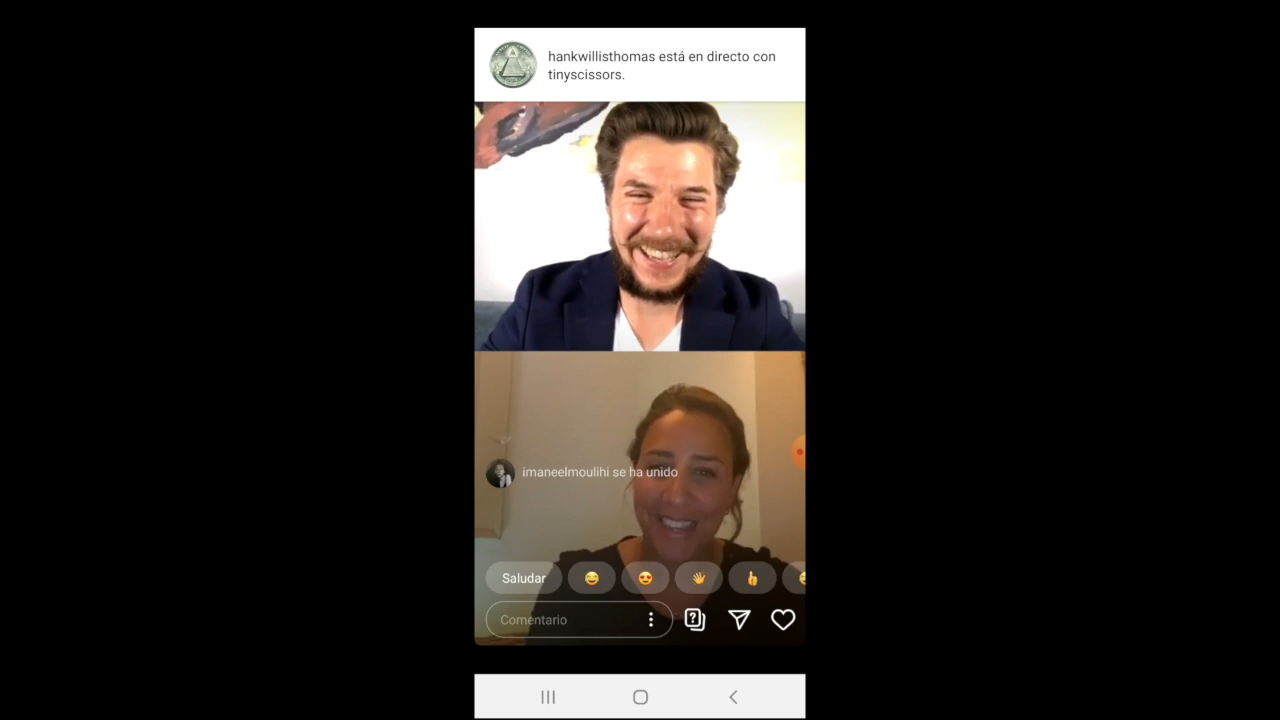 hankwillisthomas está en directo con
tinyscissors.
imaneelmoulihi se ha unido
Saludar
Comentario